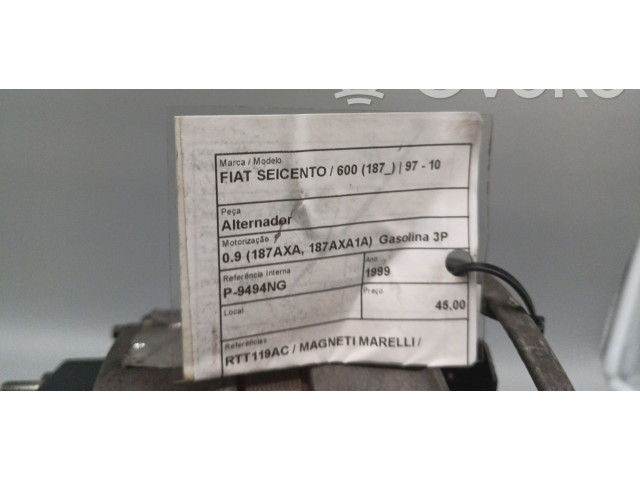 Marca / Modelo
FIAT SEICENTO / 600 (187_) | 97 - 10
Peça
Alternador
Motorização
0.9 (187AXA, 187AXA1A) Gasolina 3P
Referência Interna
P-9494NG
Ano
1999
Local
Preço
45,00
Referências
RTT119AC / MAGNETI MARELLI /